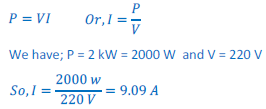 P = VI Or, I = P/V
We have; P = 2 kW = 2000 W and V = 220 V
So, I = 2000 w / 220 V = 9.09 A